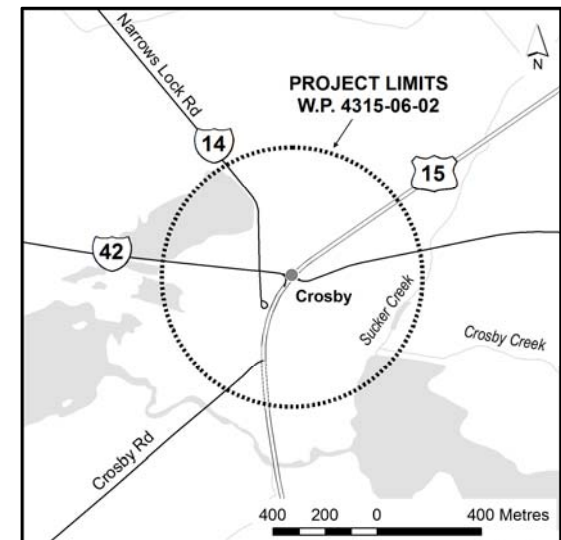 Narrows Lock Rd
N
PROJECT LIMITS
W.P. 4315-06-02
14
15
42
Crosby
Sucker Creek
Crosby Creek
Crosby Rd
400 200 0 400 Metres